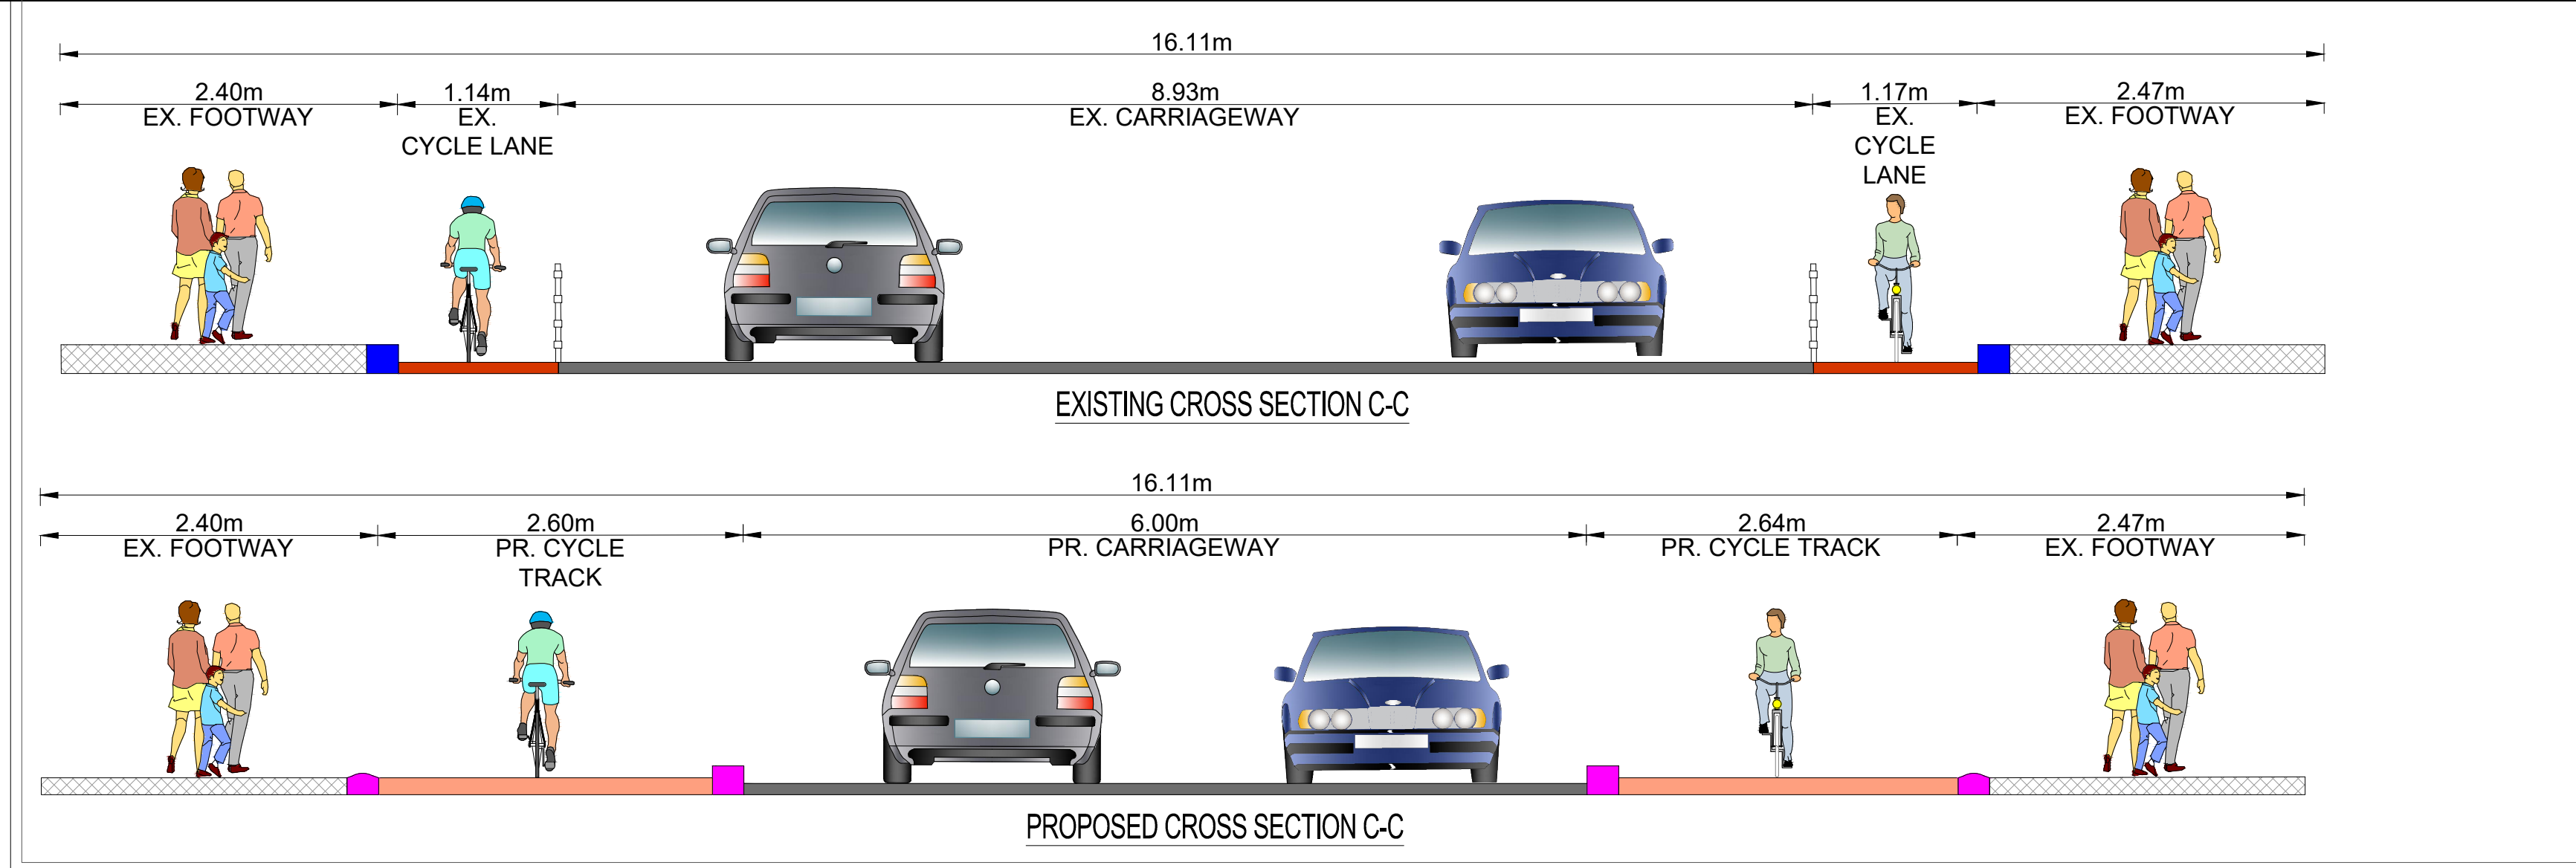 16.11m
2.40m 1.14m 8.93m 1.17m 2.47m
EX. FOOTWAY EX. EX. CARRIAGEWAY EX. EX. FOOTWAY
CYCLE LANE CYCLE
LANE
EXISTING CROSS SECTION C-C
16.11m
2.40m 2.60m 6.00m 2.64m 2.47m
EX. FOOTWAY PR. CYCLE PR. CARRIAGEWAY PR. CYCLE TRACK EX. FOOTWAY
TRACK
PROPOSED CROSS SECTION C-C